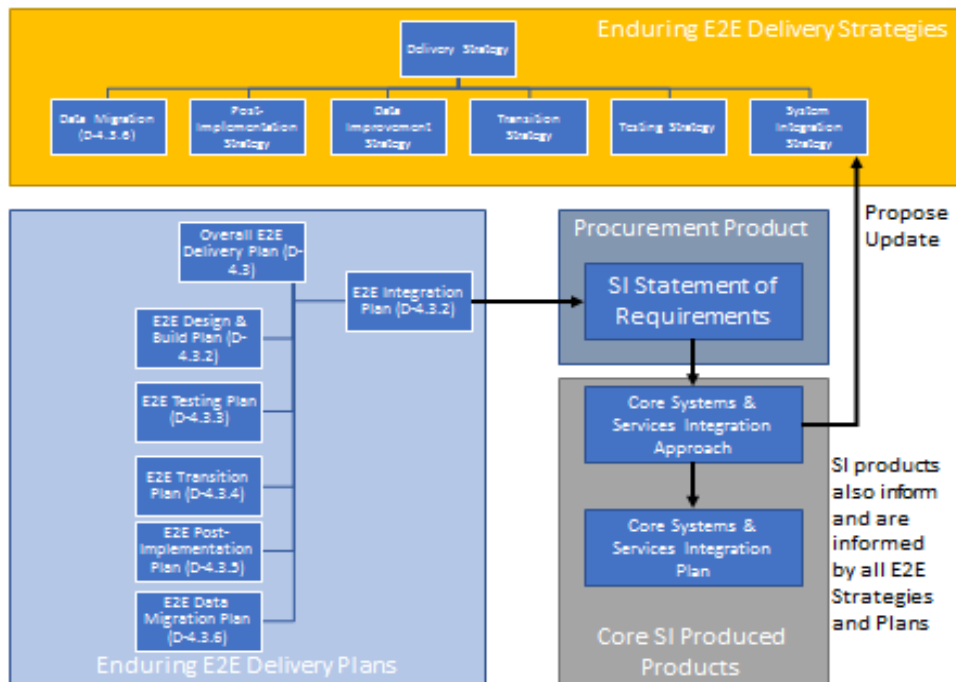 Enduring E2E Delivery Strategies
Delivery Strategy
Data Migration
(D-4.3.6)
Post-
Implementation
Strategy
Data
Improvement
Strategy
Transition
Strategy
Testing Strategy
System
Integration
Strategy
Propose
Update
Overall E2E
Delivery Plan (D-
4.3)
E2E Integration
Plan (D-4.3.2)
E2E Design &
Build Plan (D-
4.3.2)
E2E Testing Plan
(D-4.3.3)
E2E Transition
Plan (D-4.3.4)
E2E Post-
Implementation
Plan (D-4.3.5)
E2E Data
Migration Plan
(D-4.3.6)
Enduring E2E Delivery Plans
Procurement Product
SI Statement of
Requirements
Core Systems &
Services Integration
Approach
Core Systems &
Services Integration
Plan
Core SI Produced
Products
SI products
also inform
and are
informed
by all E2E
Strategies
and Plans